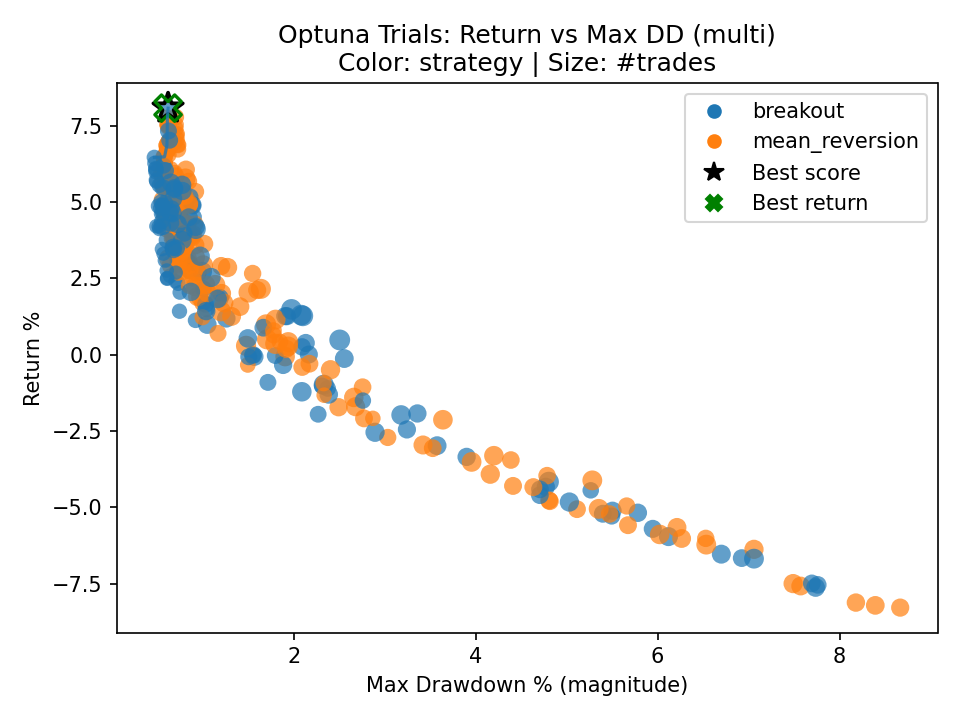 Optuna Trials: Return vs Max DD (multi)
Color: strategy | Size: #trades
breakout
mean_reversion
Best score
Best return
Return %
7.5
5.0
2.5
0.0
−2.5
−5.0
−7.5
2
4
6
8
Max Drawdown % (magnitude)